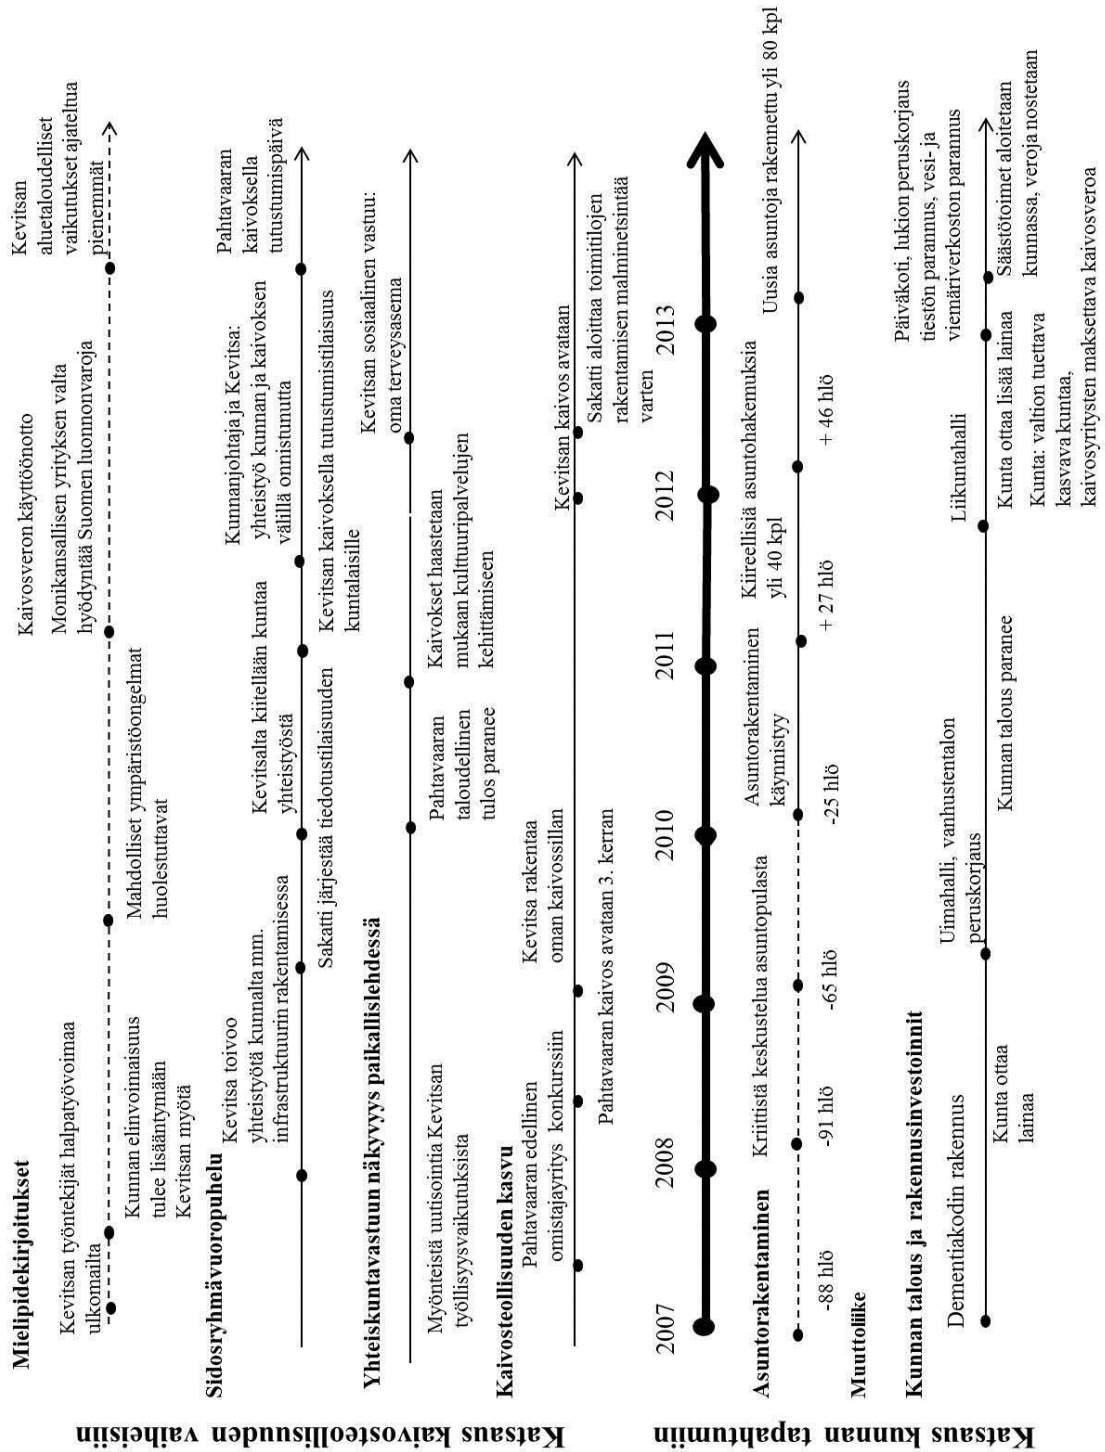 Katsaus kaivosteollisuuden vaiheisiin
Mielipidekirjoitukset
Kevitsan työntekijät halpatyövoimaa
ulkomailta
Kunnan elinvoimaisuus
tulee lisääntymään
Kevitsan myötä
Mahdolliset ympäristöongelmat
huolestuttavat
Kaivosveron käyttöönotto
Monikansallisen yrityksen valta
hyödyntää Suomen luonnonvaroja
Kevitsan
aluetaloudelliset
vaikutukset ajateltua
pienemmät
Sidosryhmävuoropuhelu
Kevitsa toivoo
yhteistyötä kunnalta mm.
infrastruktuurin rakentamisessa
Sakatti järjestää tiedotustilaisuuden
Kevitsalta kiitellään kuntaa
yhteistyöstä
Kevitsan kaivoksella tutustumistilaisuus
kuntalaisille
Kunnanjohtaja ja Kevitsa:
yhteistyö kunnan ja kaivoksen
välillä onnistunutta
Pahtavaaran
kaivoksella
tutustumispäivä
Yhteiskuntavastuun näkyvyys paikallislehdessä
Myönteistä uutisointia Kevitsan
työllisyysvaikutuksista
Pahtavaaran
taloudellinen
tulos paranee
Kaivokset haastetaan
mukaan kulttuuripalvelujen
kehittämiseen
Kevitsan sosiaalinen vastuu:
oma terveysasema
Kaivosteollisuuden kasvu
Pahtavaaran edellinen
omistajayritys konkurssiin
Pahtavaaran kaivos avataan 3. kerran
Kevitsa rakentaa
oman kaivossillan
Kevitsan kaivos avataan
Sakatti aloittaa toimitilojen
rakentamisen malminetsintää
varten
2007
2008
2009
2010
2011
2012
2013
Katsaus kunnan tapahtumiin
Asuntorakentaminen
Kriittistä keskustelua asuntopulasta
Asuntorakentaminen
käynnistyy
Kiireellisiä asuntohakemuksia
yli 40 kpl
Uusia asuntoja rakennettu yli 80 kpl
Muuttoliike
-88 hlö
-91 hlö
-65 hlö
-25 hlö
+ 27 hlö
+ 46 hlö
Kunnan talous ja rakennusinvestoinnit
Dementiakodin rakennus
Kunta ottaa
lainaa
Uimahalli, vanhustentalon
peruskorjaus
Kunnan talous paranee
Liikuntahalli
Kunta ottaa lisää lainaa
Kunta: valtion tuettava
kasvava kuntaa,
kaivosyritysten maksettava kaivosveroa
Päiväkoti, lukion peruskorjaus
tiestön parannus, vesi- ja
viemäriverkoston parannus
Säästötoimet aloitetaan
kunnassa, veroja nostetaan